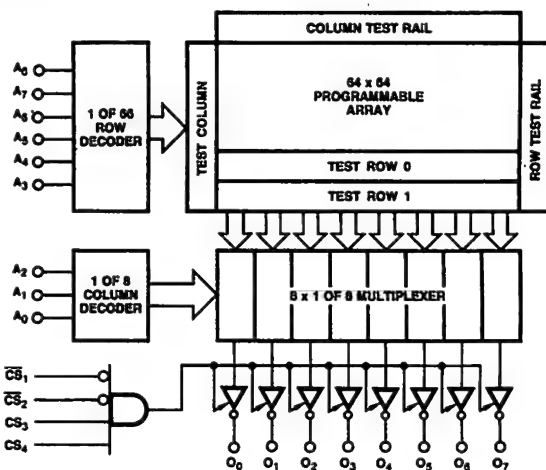 COLUMN TEST RAIL
A₈
A₇
A₆
A₅
A₄
A₃
1 OF 66
ROW
DECODER
TEST COLUMN
64 x 64
PROGRAMMABLE
ARRAY
ROW TEST RAIL
TEST ROW 0
TEST ROW 1
A₂
A₁
A₀
1 OF 8
COLUMN
DECODER
8 x 1 OF 8 MULTIPLEXER
C̅S̅₁
C̅S̅₂
CS₃
CS₄
O₀ O₁ O₂ O₃ O₄ O₅ O₆ O₇